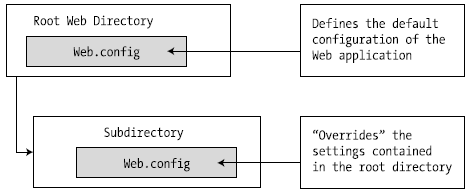 Root Web Directory
Web.config
Defines the default
configuration of the
Web application
Subdirectory
Web.config
“Overrides” the
settings contained
in the root directory